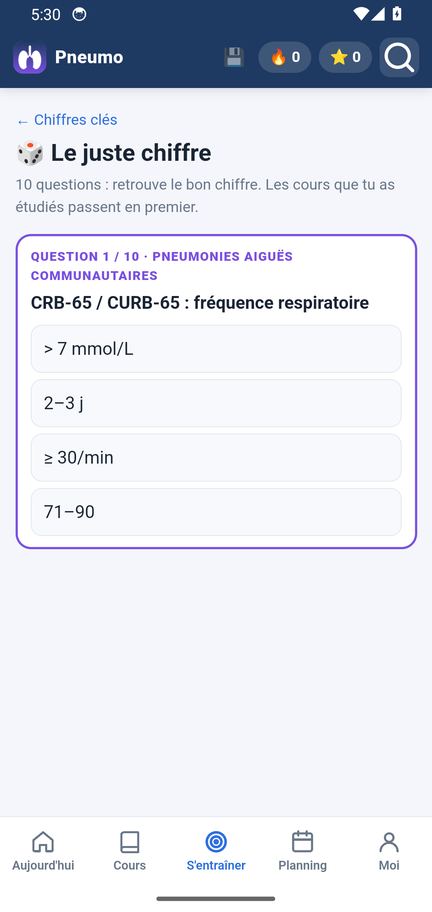 5:30
Pneumo
🔥 0
⭐ 0
← Chiffres clés
🎲 Le juste chiffre
10 questions : retrouve le bon chiffre. Les cours que tu as
étudiés passent en premier.
QUESTION 1 / 10 · PNEUMONIES AIGUËS
COMMUNAUTAIRES
CRB-65 / CURB-65 : fréquence respiratoire
> 7 mmol/L
2–3 j
≥ 30/min
71–90
Aujourd'hui
Cours
S'entraîner
Planning
Moi